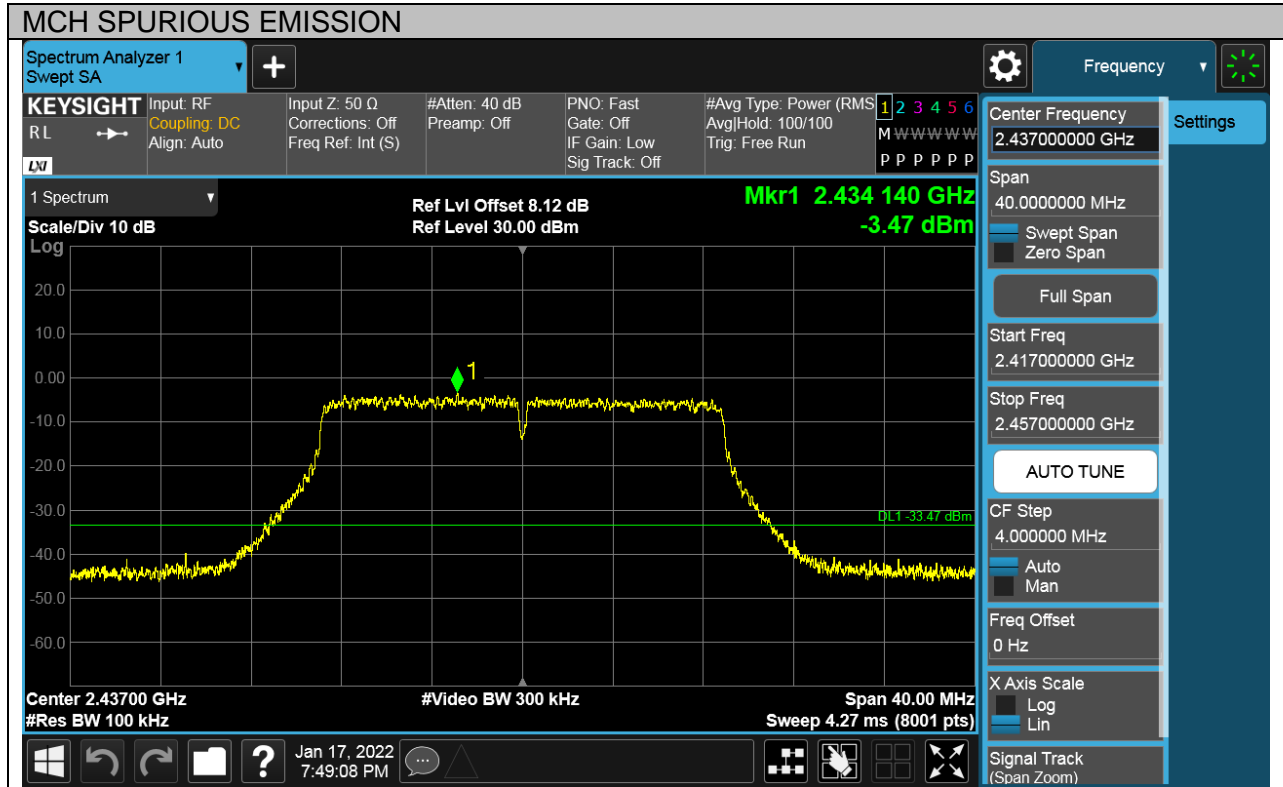 MCH SPURIOUS EMISSION
Spectrum Analyzer 1
Swept SA
+
Frequency
KEYSIGHT
RL
LXI
Input: RF
Coupling: DC
Align: Auto
Input Z: 50 Ω
Corrections: Off
Freq Ref: Int (S)
#Atten: 40 dB
Preamp: Off
PNO: Fast
Gate: Off
IF Gain: Low
Sig Track: Off
#Avg Type: Power (RMS
Avg|Hold: 100/100
Trig: Free Run
1 2 3 4 5 6
M W W W W W
P P P P P P
Center Frequency
2.437000000 GHz
Settings
1 Spectrum
Scale/Div 10 dB
Ref Lvl Offset 8.12 dB
Ref Level 30.00 dBm
Mkr1 2.434 140 GHz
-3.47 dBm
Log
20.0
10.0
0.00
-10.0
-20.0
-30.0
-40.0
-50.0
-60.0
1
DL1 -33.47 dBm
Center 2.43700 GHz
#Res BW 100 kHz
#Video BW 300 kHz
Span 40.00 MHz
Sweep 4.27 ms (8001 pts)
Span
40.0000000 MHz
Swept Span
Zero Span
Full Span
Start Freq
2.417000000 GHz
Stop Freq
2.457000000 GHz
AUTO TUNE
CF Step
4.000000 MHz
Auto
Man
Freq Offset
0 Hz
X Axis Scale
Log
Lin
Signal Track
(Span Zoom)
?
Jan 17, 2022
7:49:08 PM